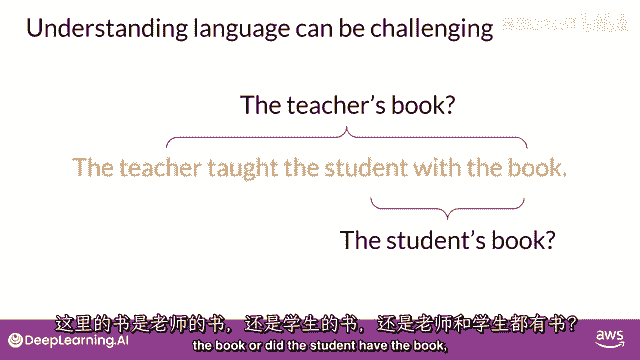 Understanding language can be challenging
The teacher's book?
The teacher taught the student with the book.
The student's book?
这里的书是老师的书，还是学生的书，还是老师和学生都有书？
the book or did the student have the book,
DeepLearning.AI
aws